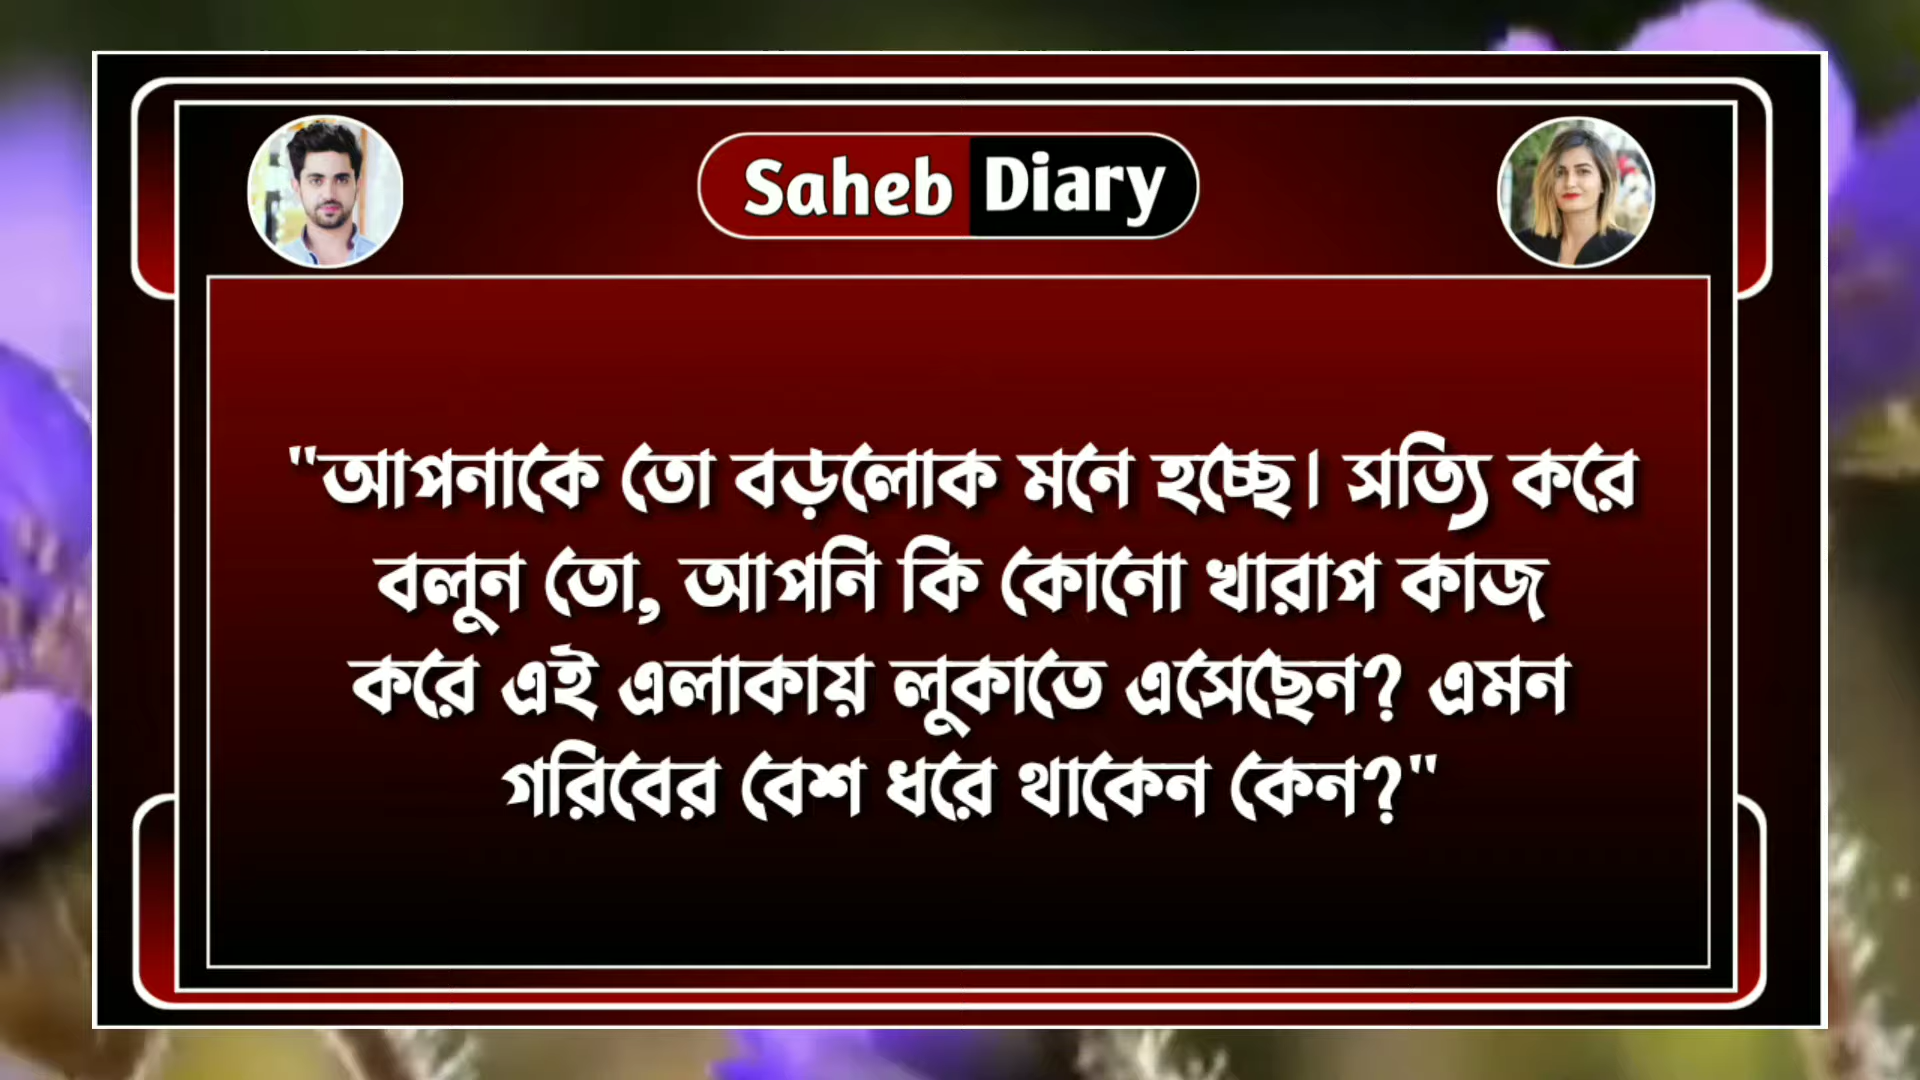 Saheb Diary
"আপনাকে তো বড়লোক মনে হচ্ছে। সত্যি করে
বলুন তো, আপনি কি কোনো খারাপ কাজ
করে এই এলাকায় লুকাতে এসেছেন? এমন
গরিবের বেশ ধরে থাকেন কেন?"